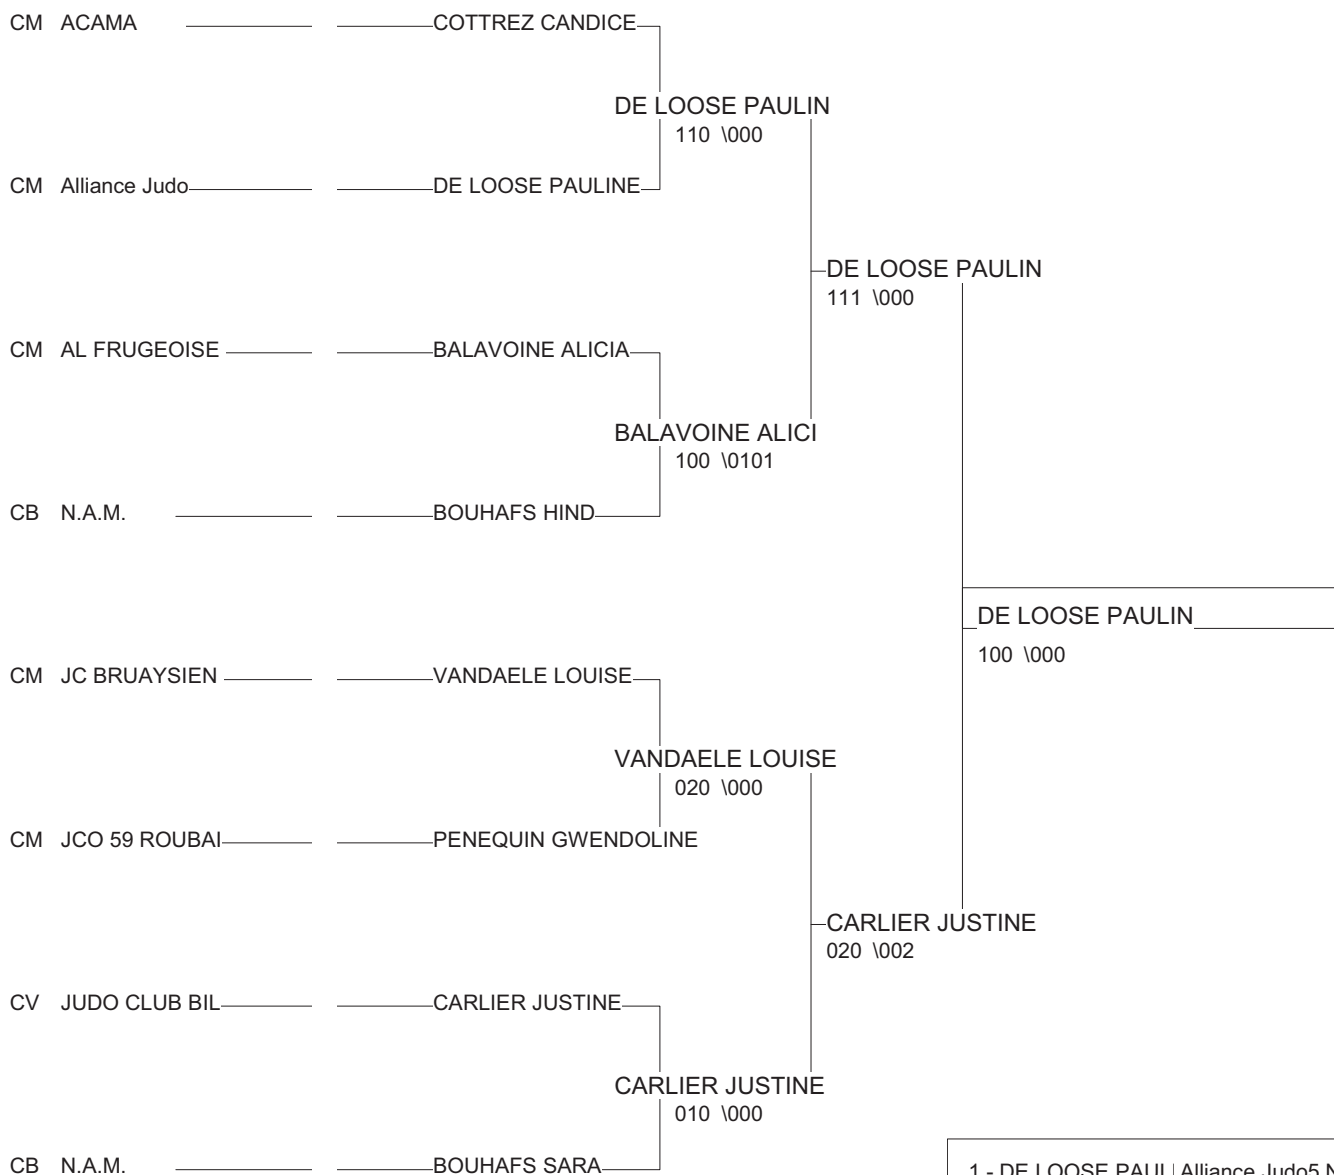 CM ACAMA COTTREZ CANDICE
DE LOOSE PAULIN
110 \000
CM Alliance Judo DE LOOSE PAULINE
DE LOOSE PAULIN
111 \000
CM AL FRUGEOISE BALAVOINE ALICIA
BALAVOINE ALICI
100 \0101
CB N.A.M. BOUHAFS HIND
DE LOOSE PAULIN
100 \000
CM JC BRUAYSIEN VANDAELE LOUISE
VANDAELE LOUISE
020 \000
CM JCO 59 ROUBAI PENEQUIN GWENDOLINE
CARLIER JUSTINE
020 \002
CV JUDO CLUB BIL CARLIER JUSTINE
CARLIER JUSTINE
010 \000
CB N.A.M. BOUHAFS SARA
1 - DE LOOSE PAUL Alliance Judo5 N